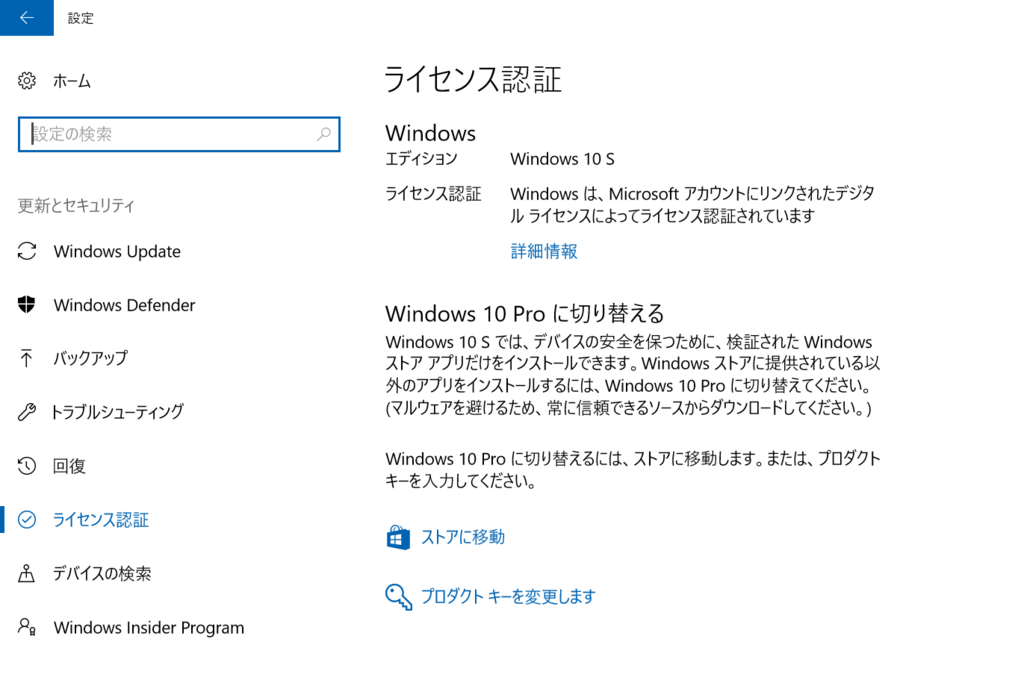 設定
ホーム
設定の検索
更新とセキュリティ
Windows Update
Windows Defender
バックアップ
トラブルシューティング
回復
ライセンス認証
デバイスの検索
Windows Insider Program
ライセンス認証
Windows
エディション Windows 10 S
ライセンス認証 Windows は、Microsoft アカウントにリンクされたデジタ
ル ライセンスによってライセンス認証されています
詳細情報
Windows 10 Pro に切り替える
Windows 10 S では、デバイスの安全を保つために、検証された Windows
ストア アプリだけをインストールできます。Windows ストアに提供されている以
外のアプリをインストールするには、Windows 10 Pro に切り替えてください。
(マルウェアを避けるため、常に信頼できるソースからダウンロードしてください。)
Windows 10 Pro に切り替えるには、ストアに移動します。または、プロダクト
キーを入力してください。
ストアに移動
プロダクト キーを変更します